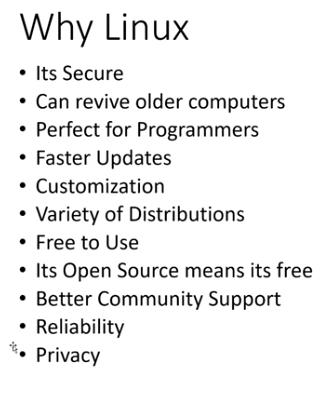 Why Linux
• Its Secure
• Can revive older computers
• Perfect for Programmers
• Faster Updates
• Customization
• Variety of Distributions
• Free to Use
• Its Open Source means its free
• Better Community Support
• Reliability
• Privacy